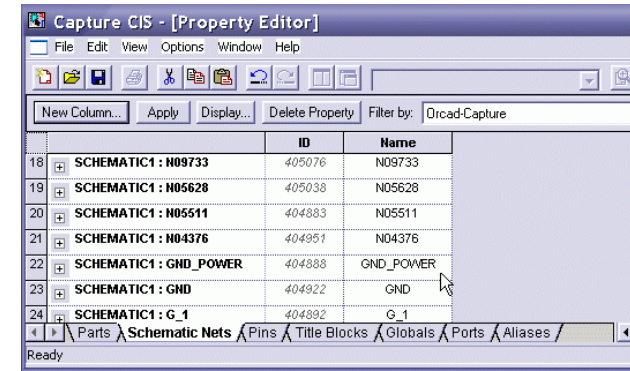 Capture CIS - [Property Editor]
File Edit View Options Window Help
New Column... Apply Display... Delete Property Filter by: Orcad-Capture
ID Name
18 SCHEMATIC1 : N09733 405076 N09733
19 SCHEMATIC1 : N05628 405038 N05628
20 SCHEMATIC1 : N05511 404883 N05511
21 SCHEMATIC1 : N04376 404951 N04376
22 SCHEMATIC1 : GND_POWER 404888 GND_POWER
23 SCHEMATIC1 : GND 404922 GND
24 SCHEMATIC1 : G_1 404892 G_1
Parts Schematic Nets Pins Title Blocks Globals Ports Aliases
Ready